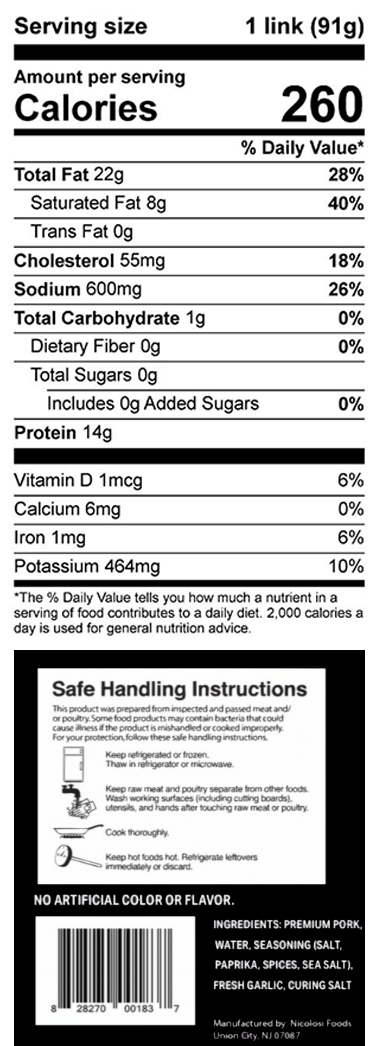 Serving size 1 link (91g)
Amount per serving
Calories 260
% Daily Value*
Total Fat 22g 28%
Saturated Fat 8g 40%
Trans Fat 0g
Cholesterol 55mg 18%
Sodium 600mg 26%
Total Carbohydrate 1g 0%
Dietary Fiber 0g 0%
Total Sugars 0g
Includes 0g Added Sugars 0%
Protein 14g
Vitamin D 1mcg 6%
Calcium 6mg 0%
Iron 1mg 6%
Potassium 464mg 10%
*The % Daily Value tells you how much a nutrient in a
serving of food contributes to a daily diet. 2,000 calories a
day is used for general nutrition advice.
Safe Handling Instructions
This product was prepared from inspected and passed meat and/
or poultry. Some food products may contain bacteria that could
cause illness if the product is mishandled or cooked improperly.
For your protection, follow these safe handling instructions.
Keep refrigerated or frozen.
Thaw in refrigerator or microwave.
Keep raw meat and poultry separate from other foods.
Wash working surfaces (including cutting boards),
utensils, and hands after touching raw meat or poultry.
Cook thoroughly.
Keep hot foods hot. Refrigerate leftovers
immediately or discard.
NO ARTIFICIAL COLOR OR FLAVOR.
INGREDIENTS: PREMIUM PORK,
WATER, SEASONING (SALT,
PAPRIKA, SPICES, SEA SALT),
FRESH GARLIC, CURING SALT
8 28270 00183 7
Manufactured by: Nicolosi Foods
Union City, NJ 07087